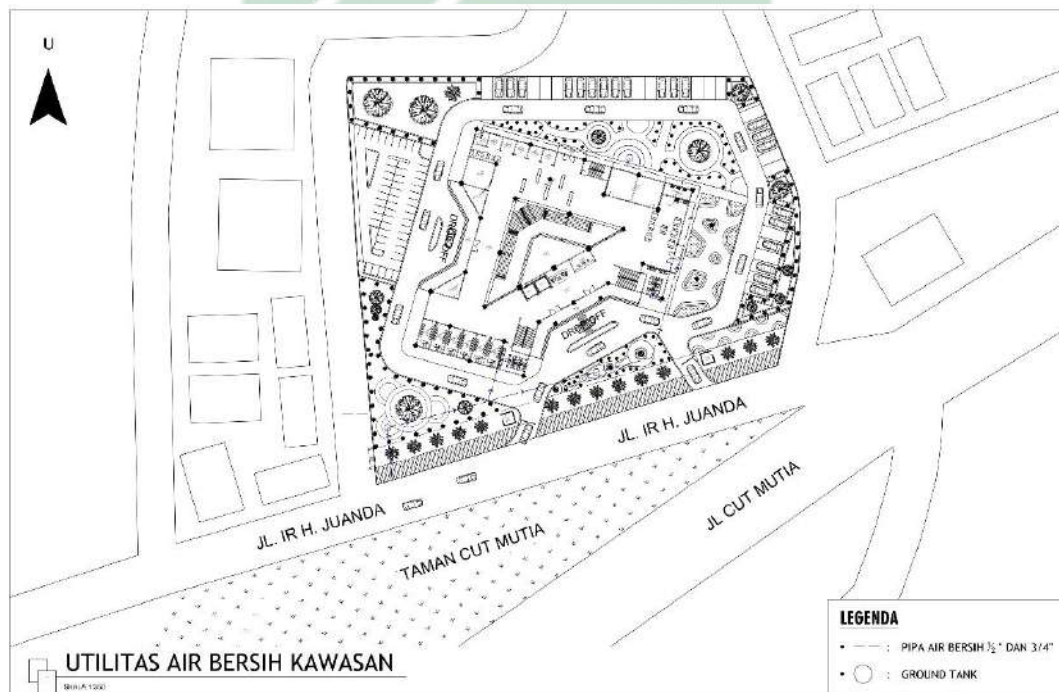 U
DROP OFF
DROP OFF
JL. IR H. JUANDA
JL. IR H. JUANDA
TAMAN CUT MUTIA
JL CUT MUTIA
UTILITAS AIR BERSIH KAWASAN
LEGENDA
• --- : PIPA AIR BERSIH ½ " DAN 3/4"
• : GROUND TANK